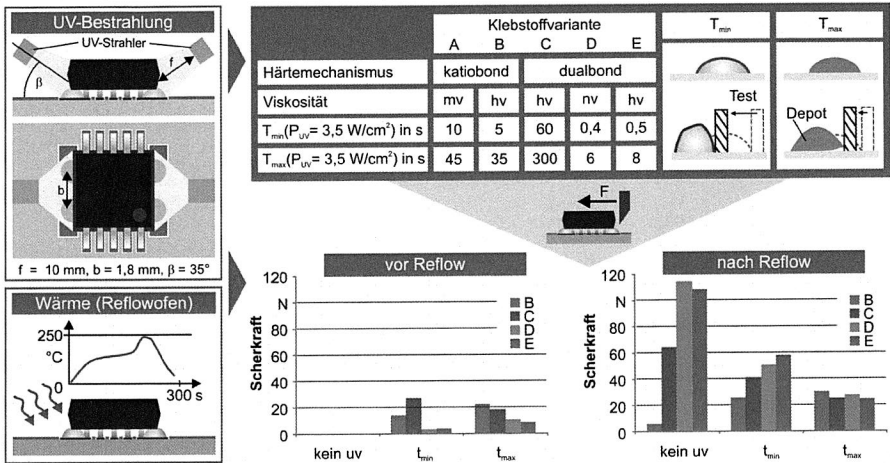 UV-Bestrahlung
UV-Strahler
f
β
b
f = 10 mm, b = 1,8 mm, β = 35°
Wärme (Reflowofen)
250
°C
0
300 s
Klebstoffvariante
A B C D E
Härtemechanismus katiobond dualbond
Viskosität mv hv hv nv hv
Tmin(PUV= 3,5 W/cm²) in s 10 5 60 0,4 0,5
Tmax(PUV= 3,5 W/cm²) in s 45 35 300 6 8
Tmin
Test
Tmax
Depot
F
vor Reflow
Scherkraft
120
N
80
60
40
20
0
B
C
D
E
kein uv tmin tmax
nach Reflow
Scherkraft
120
N
80
60
40
20
0
B
C
D
E
kein uv tmin tmax